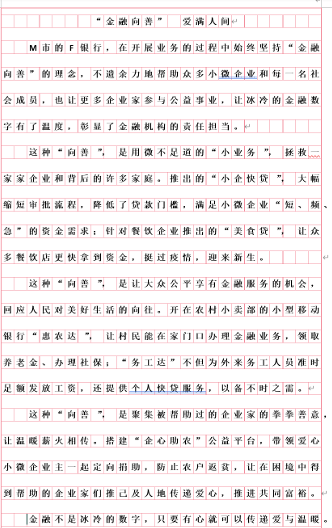 “金融向善” 爱满人间
M市的F银行，在开展业务的过程中始终坚持“金融
向善”的理念，不遗余力地帮助众多小微企业和每一名社
会成员，也让更多企业家参与公益事业，让冰冷的金融数
字有了温度，彰显了金融机构的责任担当。
这种“向善”，是用微不足道的“小业务”，拯救一
家家企业和背后的许多家庭。推出的“小企快贷”，大幅
缩短审批流程，降低了贷款门槛，满足小微企业“短、频、
急”的资金需求；针对餐饮企业推出的“美食贷”，让众
多餐饮店更快拿到资金，挺过疫情，迎来新生。
这种“向善”，是让大众公平享有金融服务的机会，
回应人民对美好生活的向往，开在农村小卖部的小型移动
银行“惠农达”，让村民能在家门口办理金融业务，领取
养老金、办理社保；“务工达”不但为外来务工人员准时
足额发放工资，还提供个人快贷服务，以备不时之需。
这种“向善”，是聚集被帮助过的企业家的拳拳善意，
让温暖薪火相传。搭建“企心助农”公益平台，带领爱心
小微企业主一起定向捐助，防止农户返贫，让在困境中得
到帮助的企业家们推己及人地传递爱心，推进共同富裕。
金融不是冰冷的数字，只要有心就可以传递爱与温暖。